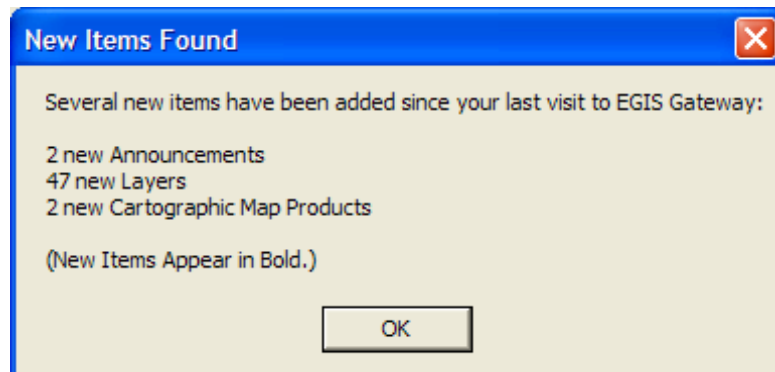 New Items Found
Several new items have been added since your last visit to EGIS Gateway:
2 new Announcements
47 new Layers
2 new Cartographic Map Products
(New Items Appear in Bold.)
OK